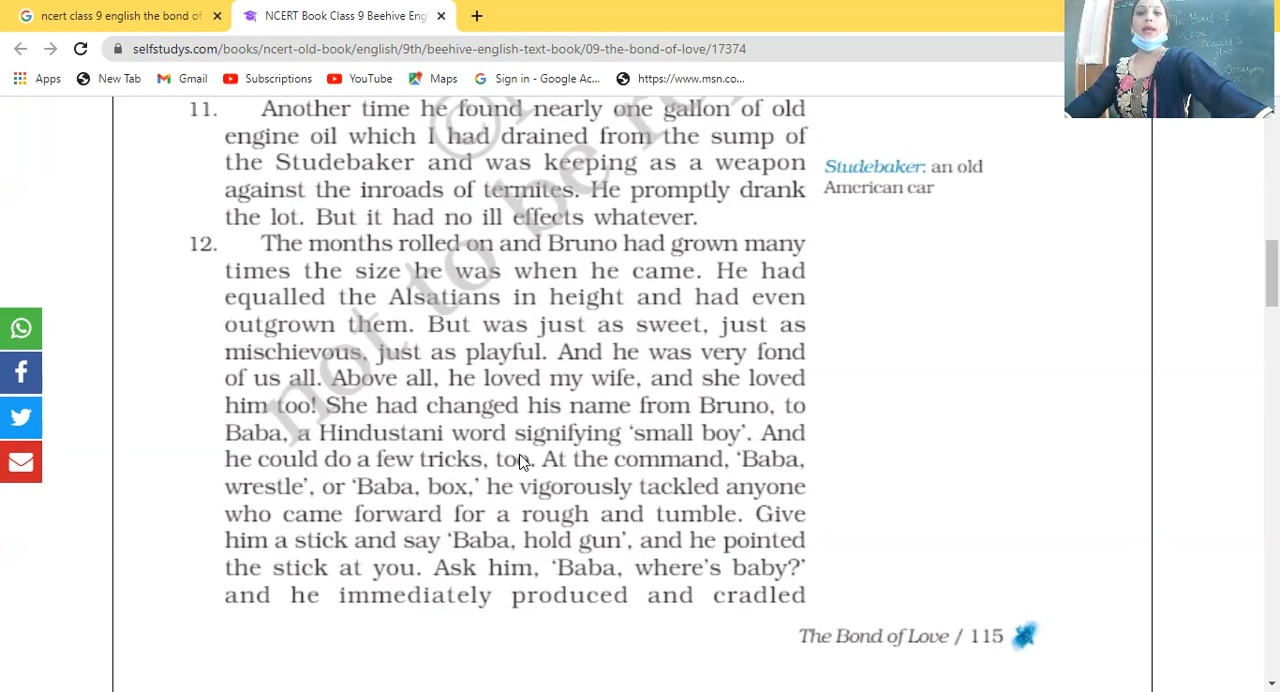 ncert class 9 english the bond of
NCERT Book Class 9 Beehive Eng
selfstudys.com/books/ncert-old-book/english/9th/beehive-english-text-book/09-the-bond-of-love/17374
Apps New Tab Gmail Subscriptions YouTube Maps Sign in - Google Ac... https://www.msn.co...
The Bond Of
Love
11. Another time he found nearly one gallon of old
engine oil which I had drained from the sump of
the Studebaker and was keeping as a weapon
against the inroads of termites. He promptly drank
the lot. But it had no ill effects whatever.
Studebaker: an old
American car
12. The months rolled on and Bruno had grown many
times the size he was when he came. He had
equalled the Alsatians in height and had even
outgrown them. But was just as sweet, just as
mischievous, just as playful. And he was very fond
of us all. Above all, he loved my wife, and she loved
him too! She had changed his name from Bruno, to
Baba, a Hindustani word signifying ‘small boy’. And
he could do a few tricks, too. At the command, ‘Baba,
wrestle’, or ‘Baba, box,’ he vigorously tackled anyone
who came forward for a rough and tumble. Give
him a stick and say ‘Baba, hold gun’, and he pointed
the stick at you. Ask him, ‘Baba, where’s baby?’
and he immediately produced and cradled
not to be
The Bond of Love / 115